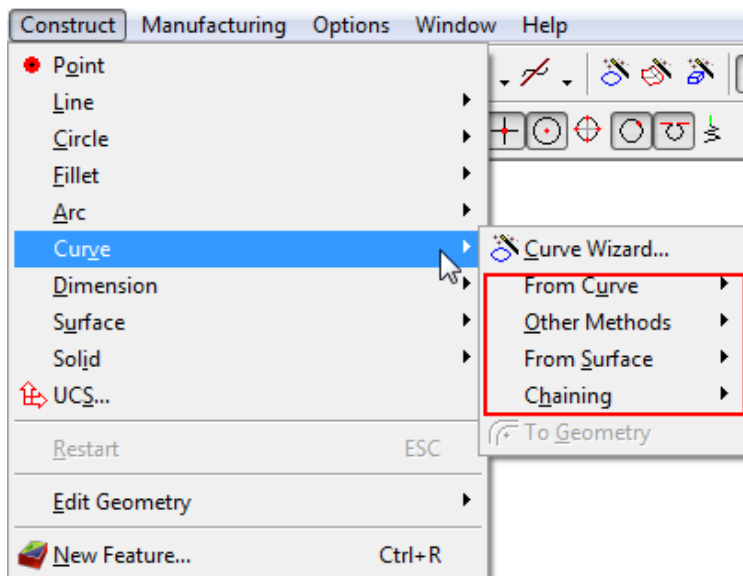 Construct Manufacturing Options Window Help
Point
Line
Circle
Fillet
Arc
Curve
Dimension
Surface
Solid
UCS...
Restart ESC
Edit Geometry
New Feature... Ctrl+R
Curve Wizard...
From Curve
Other Methods
From Surface
Chaining
To Geometry